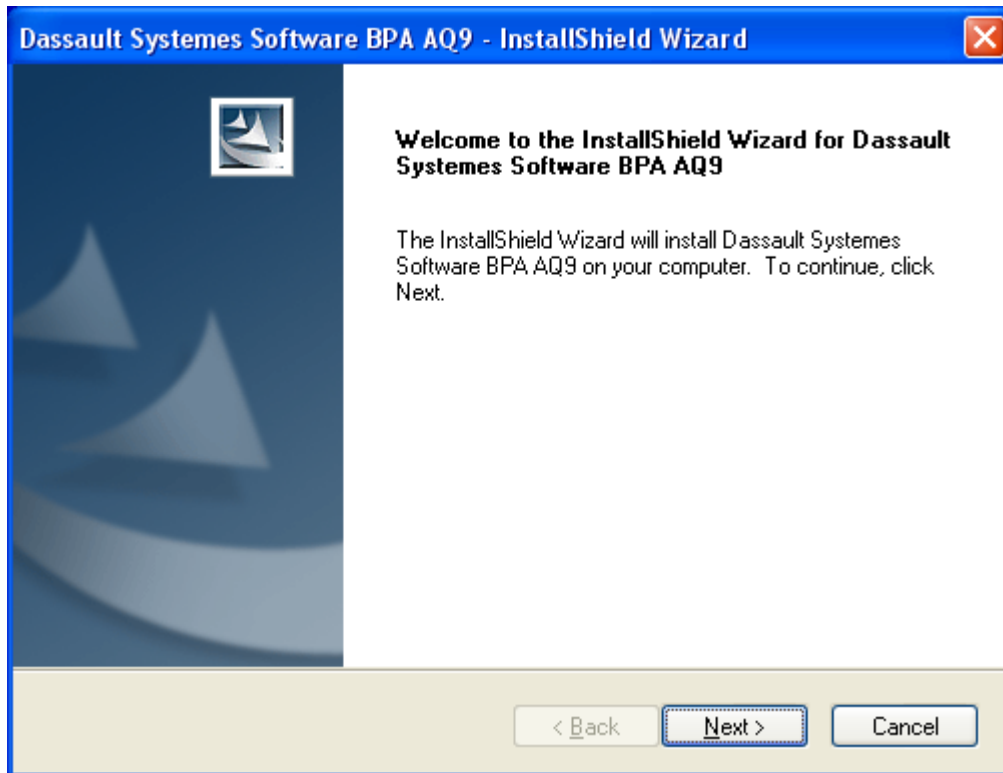 Dassault Systemes Software BPA AQ9 - InstallShield Wizard
Welcome to the InstallShield Wizard for Dassault
Systemes Software BPA AQ9
The InstallShield Wizard will install Dassault Systemes
Software BPA AQ9 on your computer.  To continue, click
Next.
< Back
Next >
Cancel